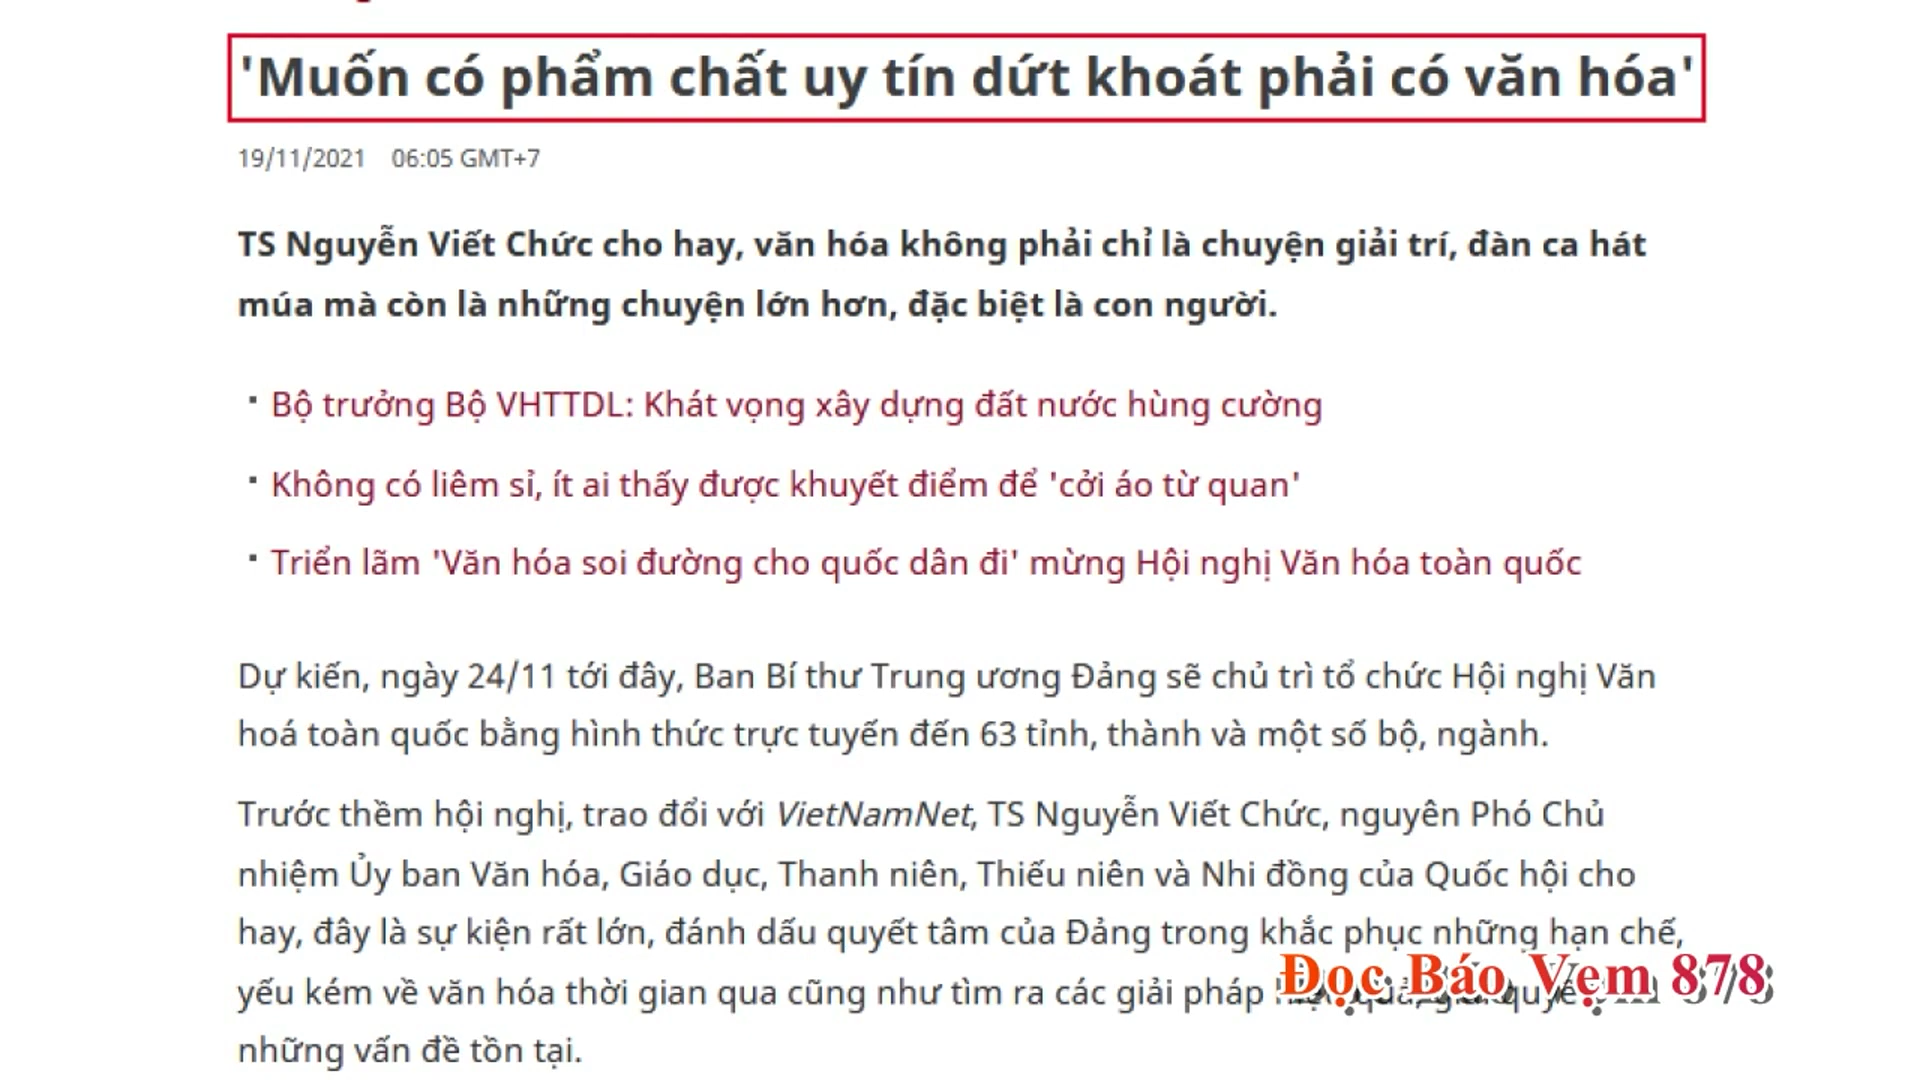 'Muốn có phẩm chất uy tín dứt khoát phải có văn hóa'
19/11/2021 06:05 GMT+7
TS Nguyễn Viết Chức cho hay, văn hóa không phải chỉ là chuyện giải trí, đàn ca hát
múa mà còn là những chuyện lớn hơn, đặc biệt là con người.
▪ Bộ trưởng Bộ VHTTDL: Khát vọng xây dựng đất nước hùng cường
▪ Không có liêm sỉ, ít ai thấy được khuyết điểm để 'cởi áo từ quan'
▪ Triển lãm 'Văn hóa soi đường cho quốc dân đi' mừng Hội nghị Văn hóa toàn quốc
Dự kiến, ngày 24/11 tới đây, Ban Bí thư Trung ương Đảng sẽ chủ trì tổ chức Hội nghị Văn
hoá toàn quốc bằng hình thức trực tuyến đến 63 tỉnh, thành và một số bộ, ngành.
Trước thềm hội nghị, trao đổi với VietNamNet, TS Nguyễn Viết Chức, nguyên Phó Chủ
nhiệm Ủy ban Văn hóa, Giáo dục, Thanh niên, Thiếu niên và Nhi đồng của Quốc hội cho
hay, đây là sự kiện rất lớn, đánh dấu quyết tâm của Đảng trong khắc phục những hạn chế,
yếu kém về văn hóa thời gian qua cũng như tìm ra các giải pháp
Đọc Báo Vẹm 878
những vấn đề tồn tại.